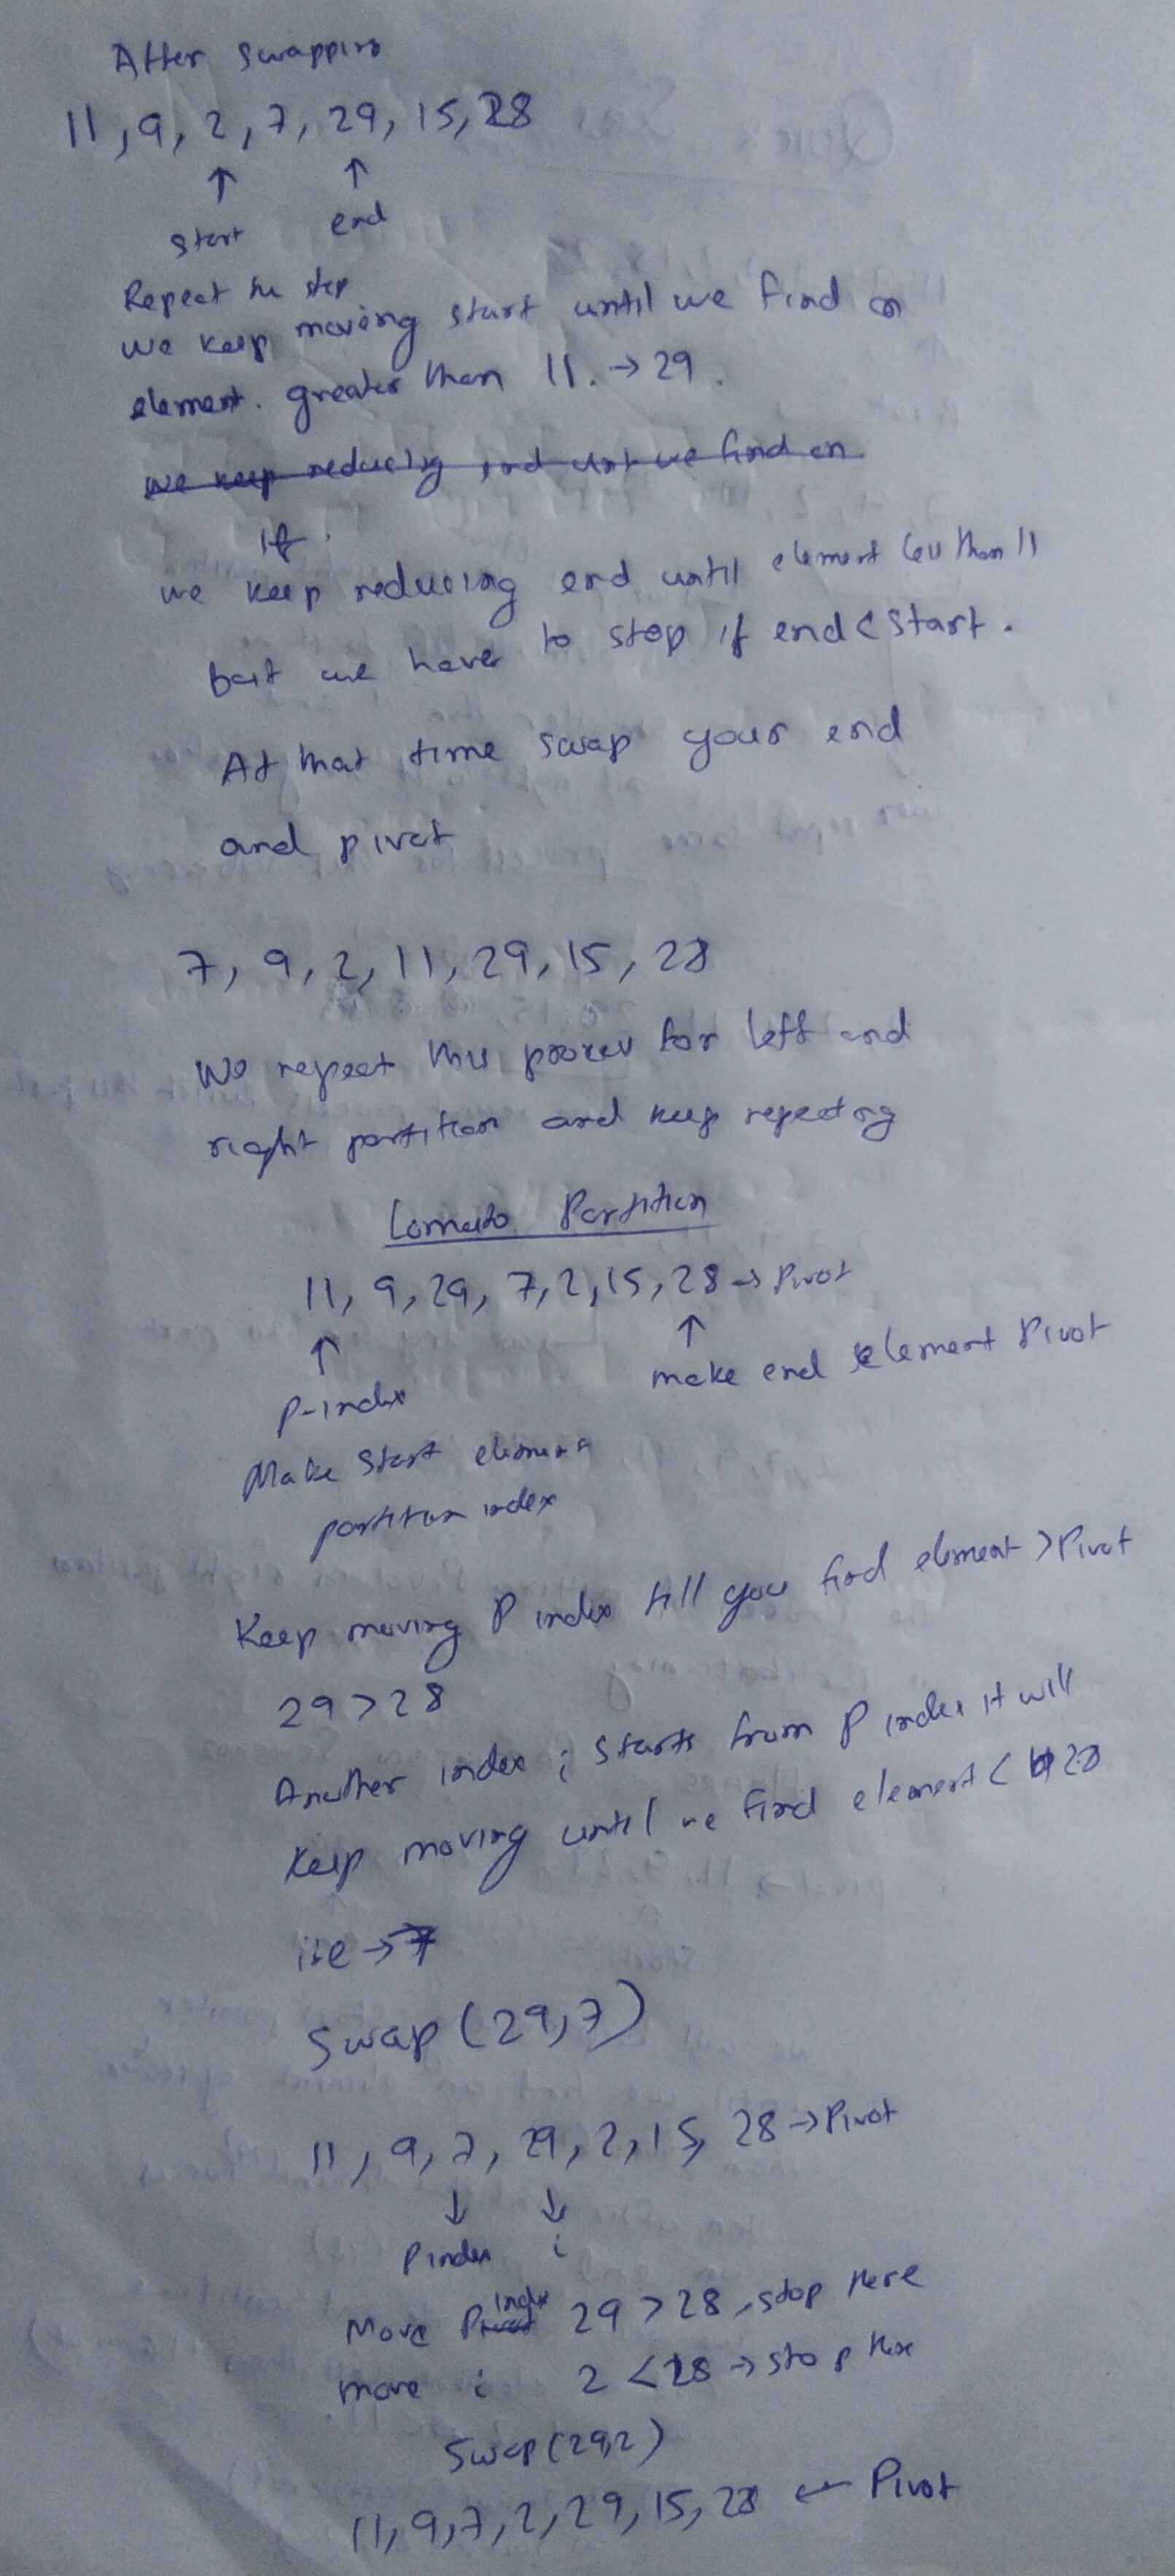 After swapping
11, 9, 2, 7, 29, 15, 28
↑ ↑
start end
Repeat the step
we keep moving start until we find an
element. greater than 11. → 29.
we keep reducing end unt we find an
If.
we keep reducing end until element less than 11
but we have to stop if end < start.
At that time swap your end
and pivot
7, 9, 2, 11, 29, 15, 28
We repeat this process for left and
right partition and keep repeating
Lomuto Partition
11, 9, 29, 7, 2, 15, 28 → Pivot
↑ ↑
P-index make end element Pivot
Make start element
partition index
Keep moving P index till you find element > Pivot
29 > 28
Another index i starts from P index it will
keep moving until we find element < 28
i.e → 7
Swap (29, 7)
11, 9, 7, 29, 2, 15, 28 → Pivot
↓ ↓
Pindex i
Move Pindex 29 > 28, stop Here
move i 2 < 28 → stop Here
Swap (29,2)
11, 9, 7, 2, 29, 15, 28 ← Pivot